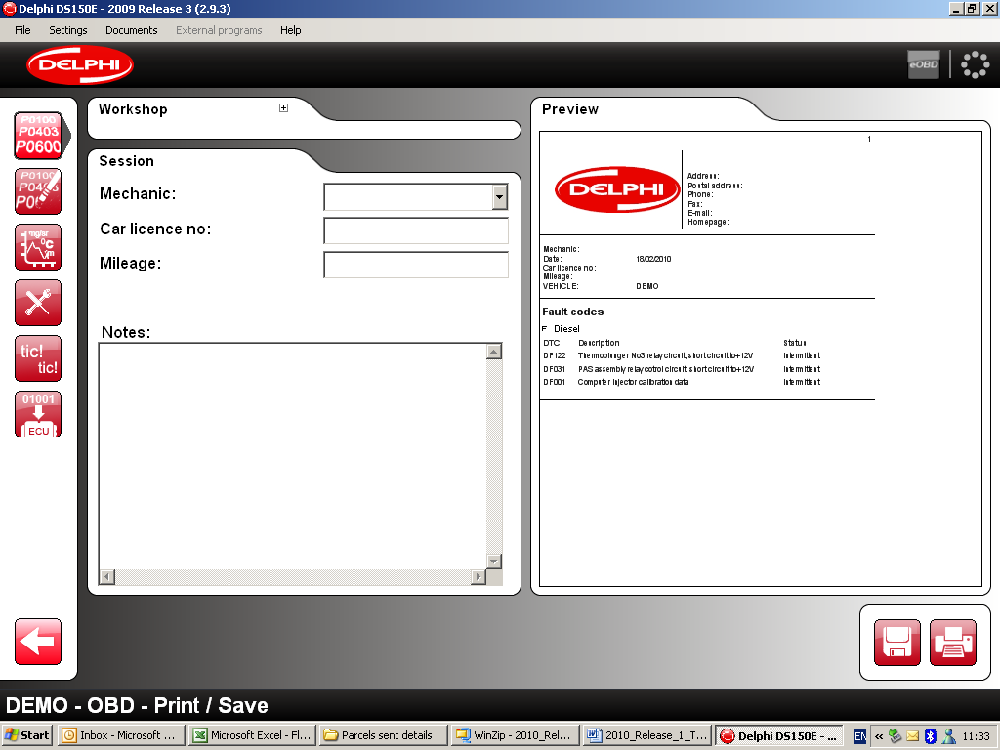 Delphi DS150E - 2009 Release 3 (2.9.3)
File Settings Documents External programs Help
DELPHI
eOBD
P0100
P0403
P0600
P0100
mg/sr
°C
/m
tic!
tic!
01001
ECU
Workshop
Session
Mechanic:
Car licence no:
Mileage:
Notes:
Preview
1
DELPHI
Address:
Portal address:
Phone:
Fax:
E-mail:
Homepage:
Mechanic:
Date: 18/02/2010
Car licence no:
Mileage:
VEHICLE: DEMO
Fault codes
Diesel
DTC Description Status
DF122 Thermoplunger No3 relay circuit, short circuit to +12V Intermittent
DF031 PAS assembly relay cotrol circuit, short circuit to +12V Intermittent
DF001 Computer injector calibration data Intermittent
DEMO - OBD - Print / Save
Start Inbox - Microsoft ... Microsoft Excel - Fl... Parcels sent details WinZip - 2010_Rel... 2010_Release_1_T... Delphi DS150E - ... EN « 11:33